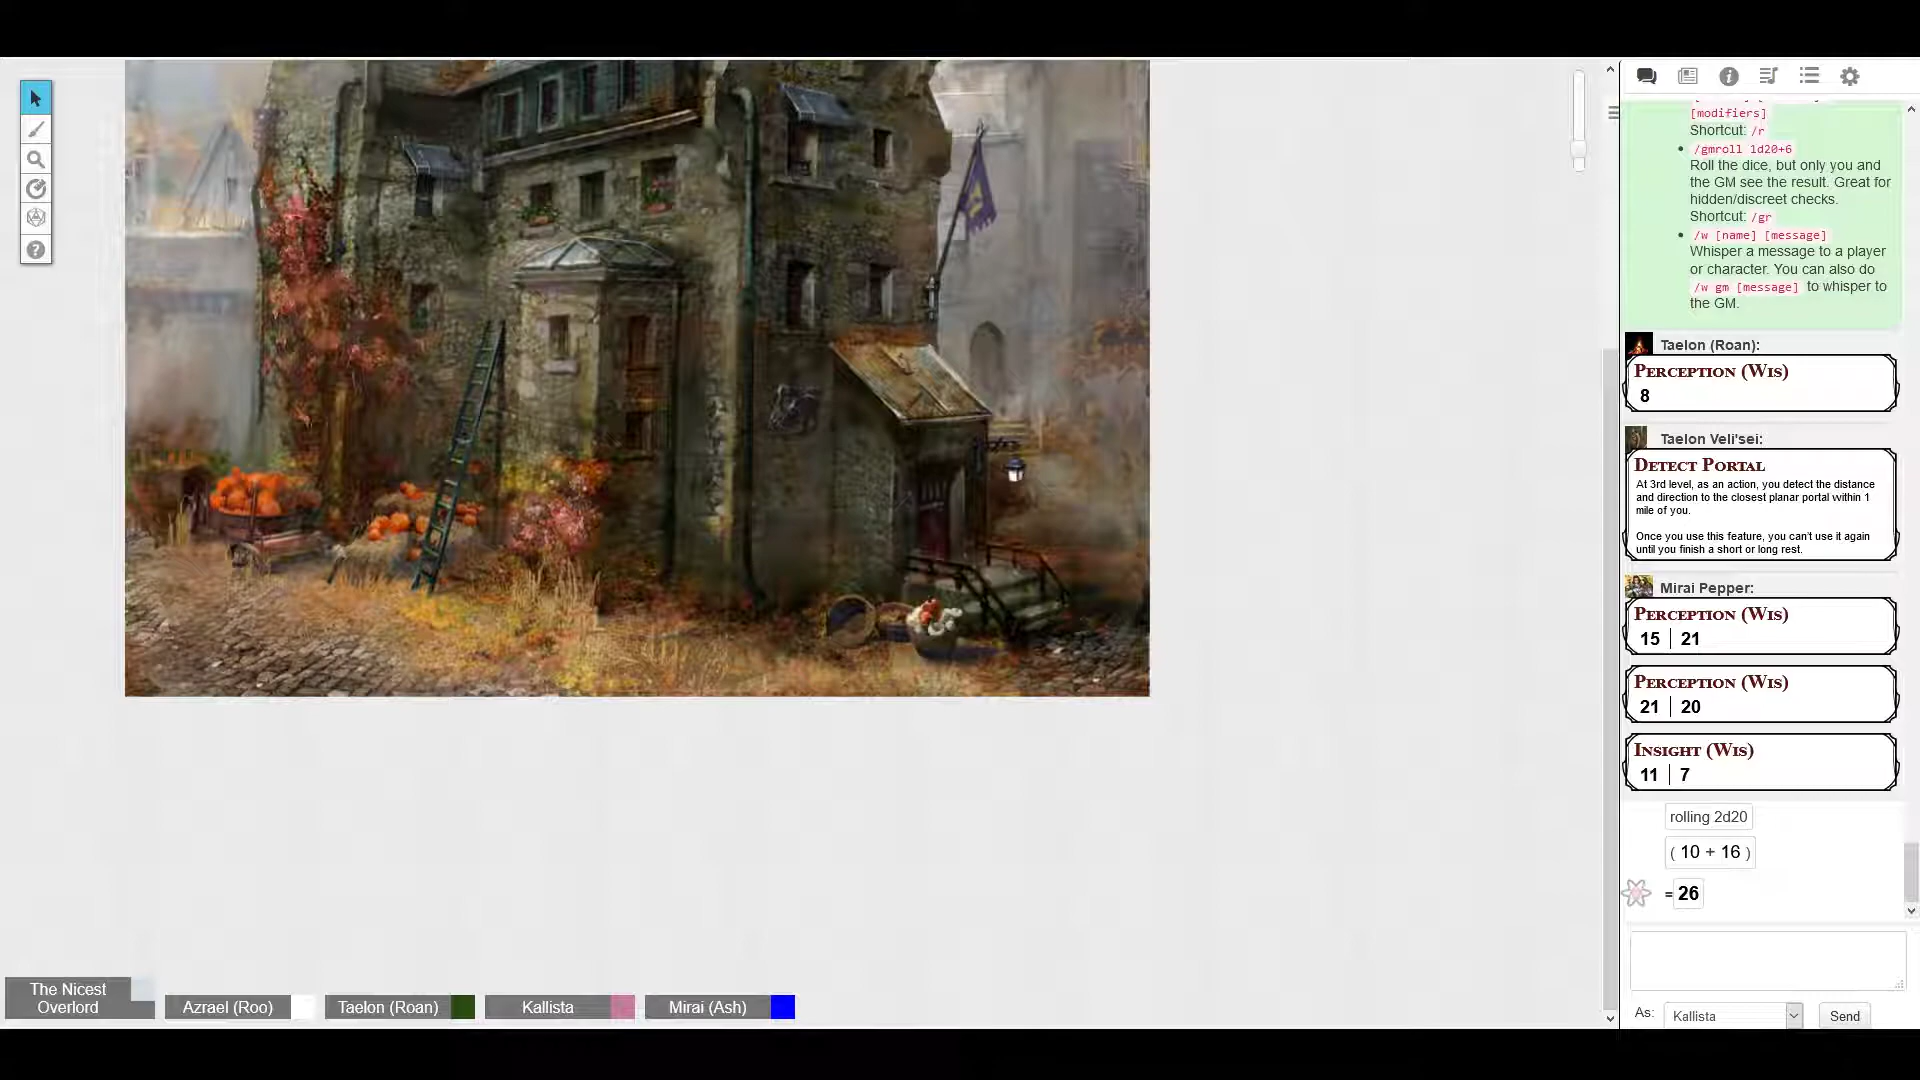 [modifiers]
Shortcut: /r
/gmroll 1d20+6
Roll the dice, but only you and
the GM see the result. Great for
hidden/discreet checks.
Shortcut: /gr
/w [name] [message]
Whisper a message to a player
or character. You can also do
/w gm [message] to whisper to
the GM.
Taelon (Roan):
Perception (Wis)
8
Taelon Veli'sei:
Detect Portal
At 3rd level, as an action, you detect the distance
and direction to the closest planar portal within 1
mile of you.
Once you use this feature, you can't use it again
until you finish a short or long rest.
Mirai Pepper:
Perception (Wis)
15 | 21
Perception (Wis)
21 | 20
Insight (Wis)
11 | 7
rolling 2d20
( 10 + 16 )
= 26
As: Kallista Send
The Nicest
Overlord
Azrael (Roo)
Taelon (Roan)
Kallista
Mirai (Ash)